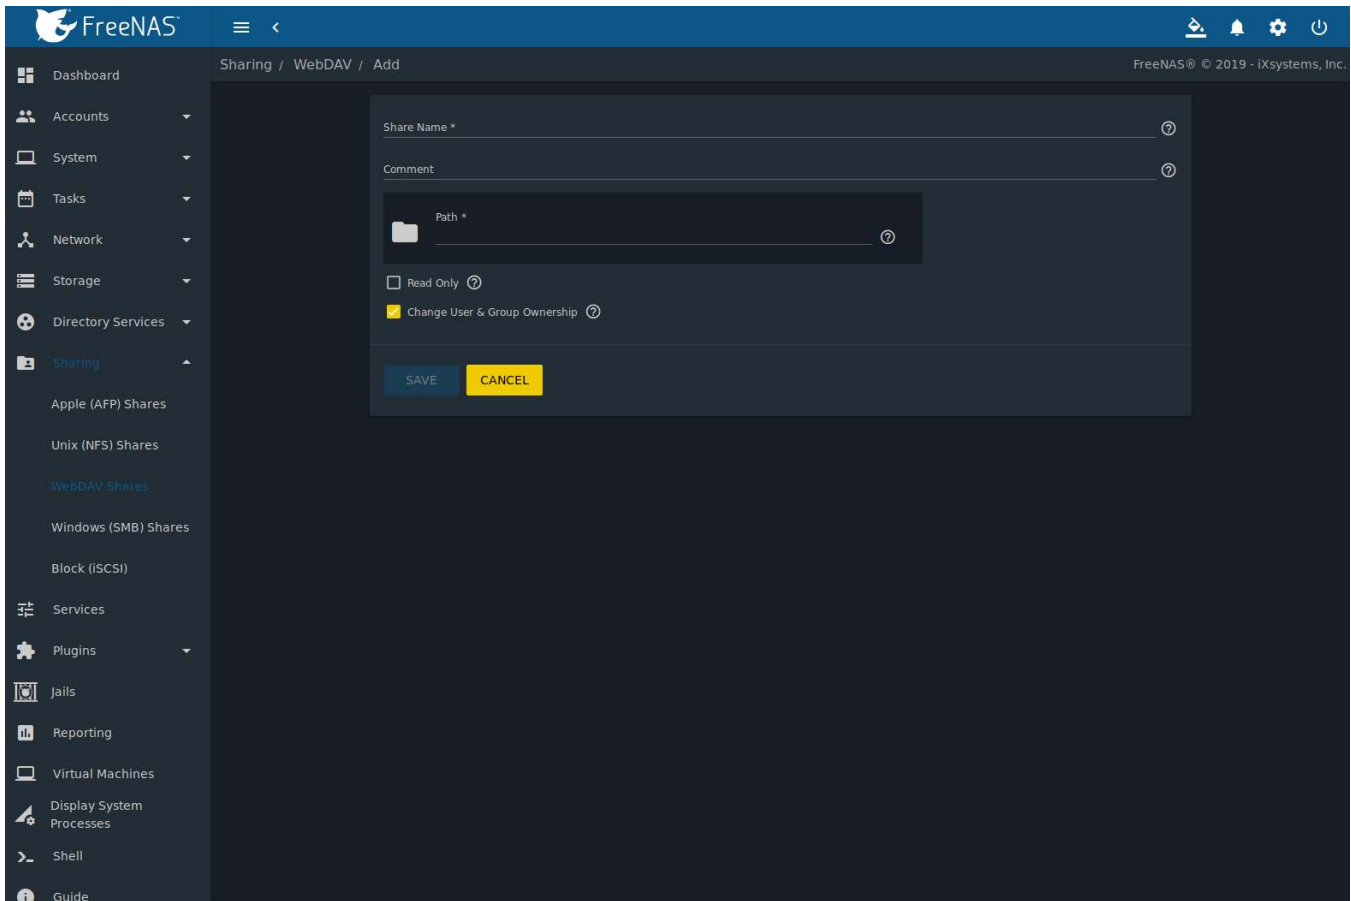 FreeNAS
Sharing / WebDAV / Add
FreeNAS® © 2019 - iXsystems, Inc.
Dashboard
Accounts
System
Tasks
Network
Storage
Directory Services
Sharing
Apple (AFP) Shares
Unix (NFS) Shares
WebDAV Shares
Windows (SMB) Shares
Block (iSCSI)
Services
Plugins
Jails
Reporting
Virtual Machines
Display System
Processes
Shell
Guide
Share Name *
Comment
Path *
Read Only
Change User & Group Ownership
SAVE
CANCEL